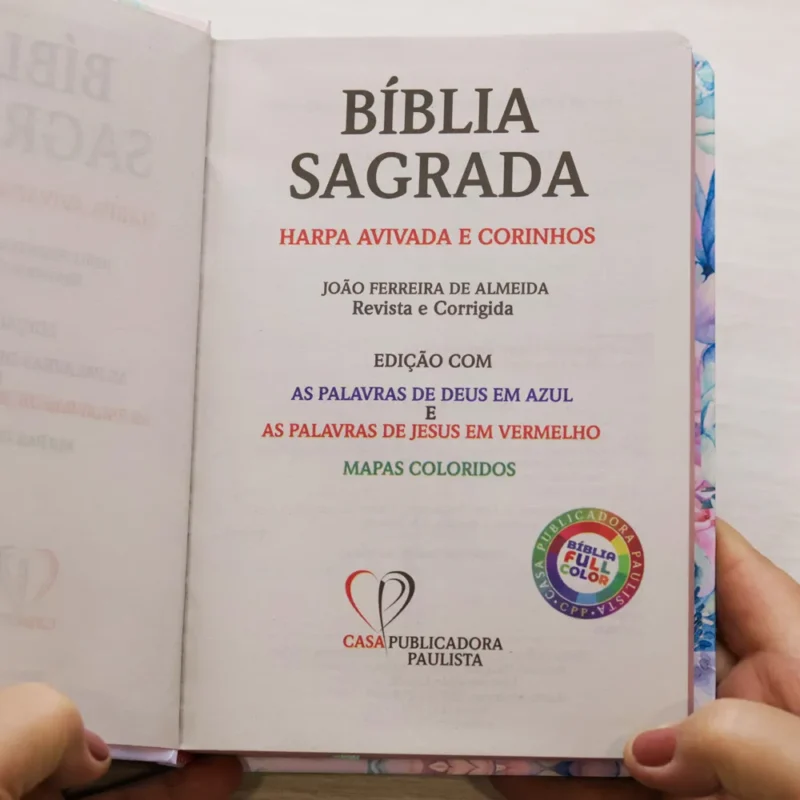 BÍBLIA
SAGRADA
HARPA AVIVADA E CORINHOS
JOÃO FERREIRA DE ALMEIDA
Revista e Corrigida
EDIÇÃO COM
AS PALAVRAS DE DEUS EM AZUL
E
AS PALAVRAS DE JESUS EM VERMELHO
MAPAS COLORIDOS
CASA PUBLICADORA PAULISTA
BÍBLIA
FULL
COLOR
• CPP •
CASA PUBLICADORA
PAULISTA